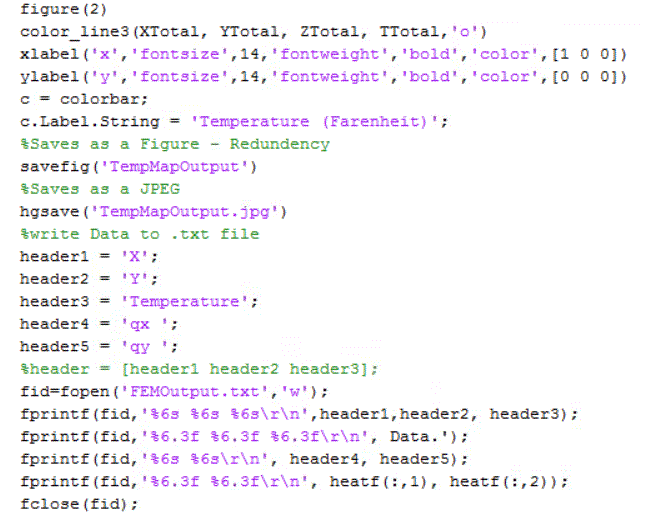 figure(2)
color_line3(XTotal, YTotal, ZTotal, TTotal,'o')
xlabel('x','fontsize',14,'fontweight','bold','color',[1 0 0])
ylabel('y','fontsize',14,'fontweight','bold','color',[0 0 0])
c = colorbar;
c.Label.String = 'Temperature (Farenheit)';
%Saves as a Figure - Redundency
savefig('TempMapOutput')
%Saves as a JPEG
hgsave('TempMapOutput.jpg')
%write Data to .txt file
header1 = 'X';
header2 = 'Y';
header3 = 'Temperature';
header4 = 'qx ';
header5 = 'qy ';
%header = [header1 header2 header3];
fid=fopen('FEMOutput.txt','w');
fprintf(fid,'%6s %6s %6s\r\n',header1,header2, header3);
fprintf(fid,'%6.3f %6.3f %6.3f\r\n', Data.');
fprintf(fid,'%6s %6s\r\n', header4, header5);
fprintf(fid,'%6.3f %6.3f\r\n', heatf(:,1), heatf(:,2));
fclose(fid);